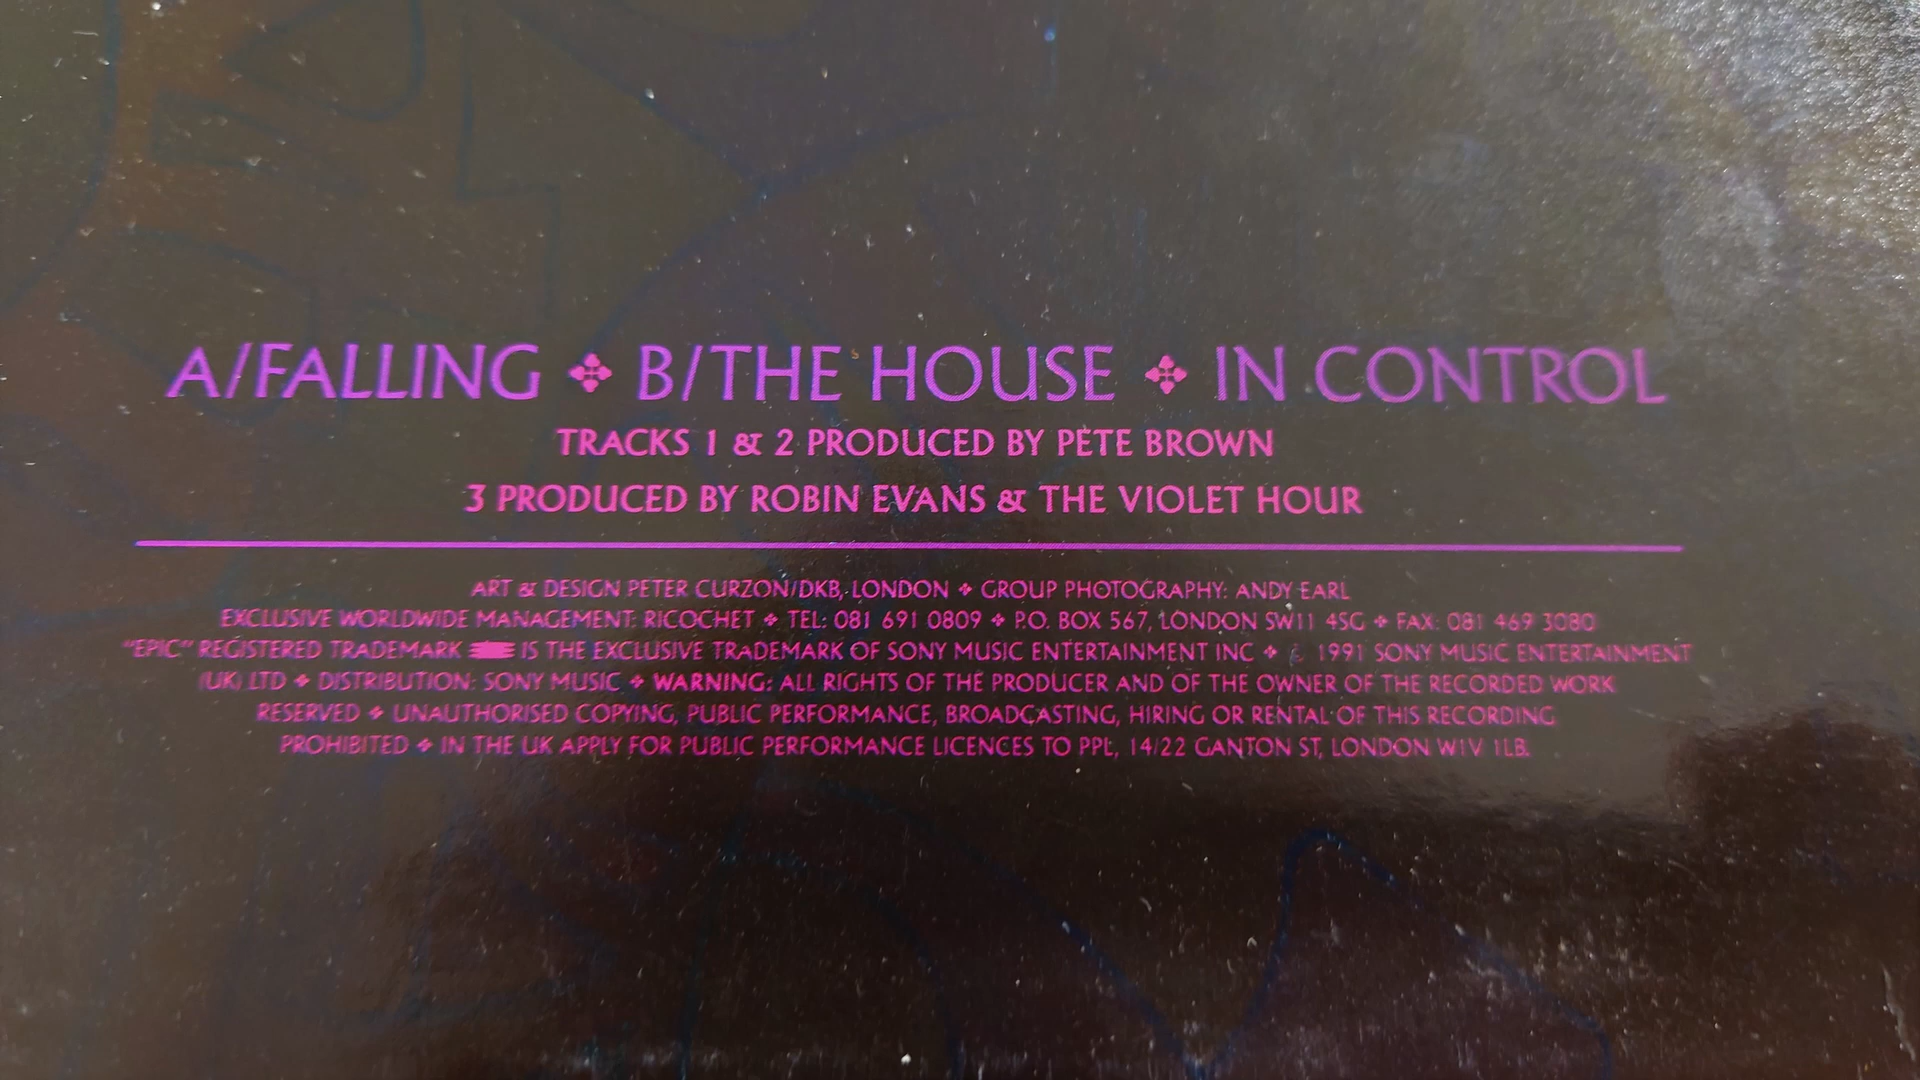 A/FALLING ✤ B/THE HOUSE ✤ IN CONTROL
TRACKS 1 & 2 PRODUCED BY PETE BROWN
3 PRODUCED BY ROBIN EVANS & THE VIOLET HOUR
ART & DESIGN PETER CURZON/DKB, LONDON ✤ GROUP PHOTOGRAPHY: ANDY EARL
EXCLUSIVE WORLDWIDE MANAGEMENT: RICOCHET ✤ TEL: 081 691 0809 ✤ P.O. BOX 567, LONDON SW11 4SG ✤ FAX: 081 469 3080
"EPIC" REGISTERED TRADEMARK IS THE EXCLUSIVE TRADEMARK OF SONY MUSIC ENTERTAINMENT INC ✤ 1991 SONY MUSIC ENTERTAINMENT
(UK) LTD ✤ DISTRIBUTION: SONY MUSIC ✤ WARNING: ALL RIGHTS OF THE PRODUCER AND OF THE OWNER OF THE RECORDED WORK
RESERVED ✤ UNAUTHORISED COPYING, PUBLIC PERFORMANCE, BROADCASTING, HIRING OR RENTAL OF THIS RECORDING
PROHIBITED ✤ IN THE UK APPLY FOR PUBLIC PERFORMANCE LICENCES TO PPL, 14/22 GANTON ST, LONDON W1V 1LB.